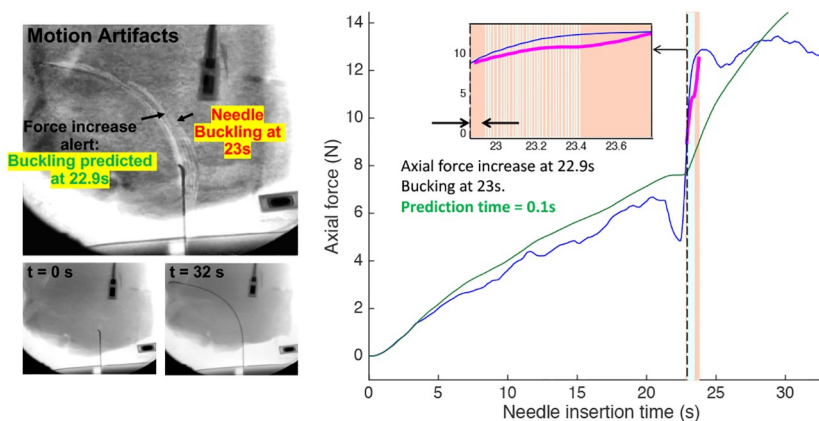 Motion Artifacts
Force increase
alert:
Buckling predicted
at 22.9s
Needle
Buckling at
23s
t = 0 s
t = 32 s
Axial force (N)
14
12
10
8
6
4
2
0
0
5
10
15
20
25
30
Needle insertion time (s)
10
5
0
23
23.2
23.4
23.6
Axial force increase at 22.9s
Bucking at 23s.
Prediction time = 0.1s